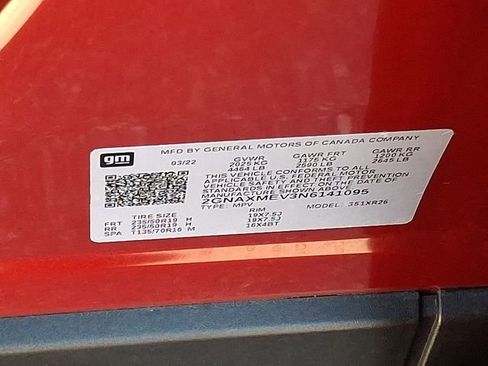 MFD BY GENERAL MOTORS OF CANADA COMPANY
gm
03/22 GVWR GAWR FRT GAWR RR
2025 KG 1175 KG 1200 KG
4464 LB 2590 LB 2645 LB
THIS VEHICLE CONFORMS TO ALL
APPLICABLE U.S. FEDERAL MOTOR
VEHICLE SAFETY, BUMPER, AND THEFT PREVENTION
STANDARDS IN EFFECT ON THE DATE OF
MANUFACTURE SHOWN ABOVE.
2GNAXMEV3N6141095
TYPE: MPV MODEL: 351XR26
TIRE SIZE RIM
FRT 235/50R19 H 19X7.5J
RR 235/50R19 H 19X7.5J
SPA T135/70R16 M 16X4BT